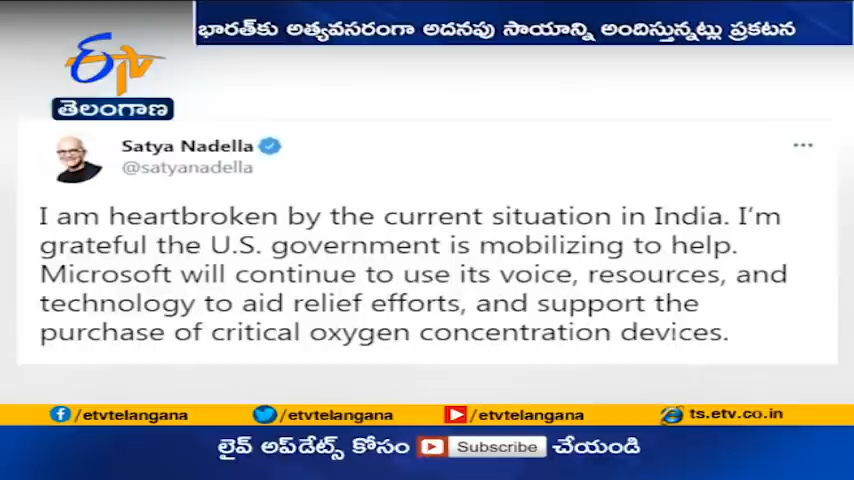 భారత్‌కు అత్యవసరంగా అదనపు సాయాన్ని అందిస్తున్నట్లు ప్రకటన
ETV
తెలంగాణ
Satya Nadella
@satyanadella
I am heartbroken by the current situation in India. I'm
grateful the U.S. government is mobilizing to help.
Microsoft will continue to use its voice, resources, and
technology to aid relief efforts, and support the
purchase of critical oxygen concentration devices.
/etvtelangana /etvtelangana /etvtelangana ts.etv.co.in
లైవ్ అప్‌డేట్స్ కోసం Subscribe చేయండి